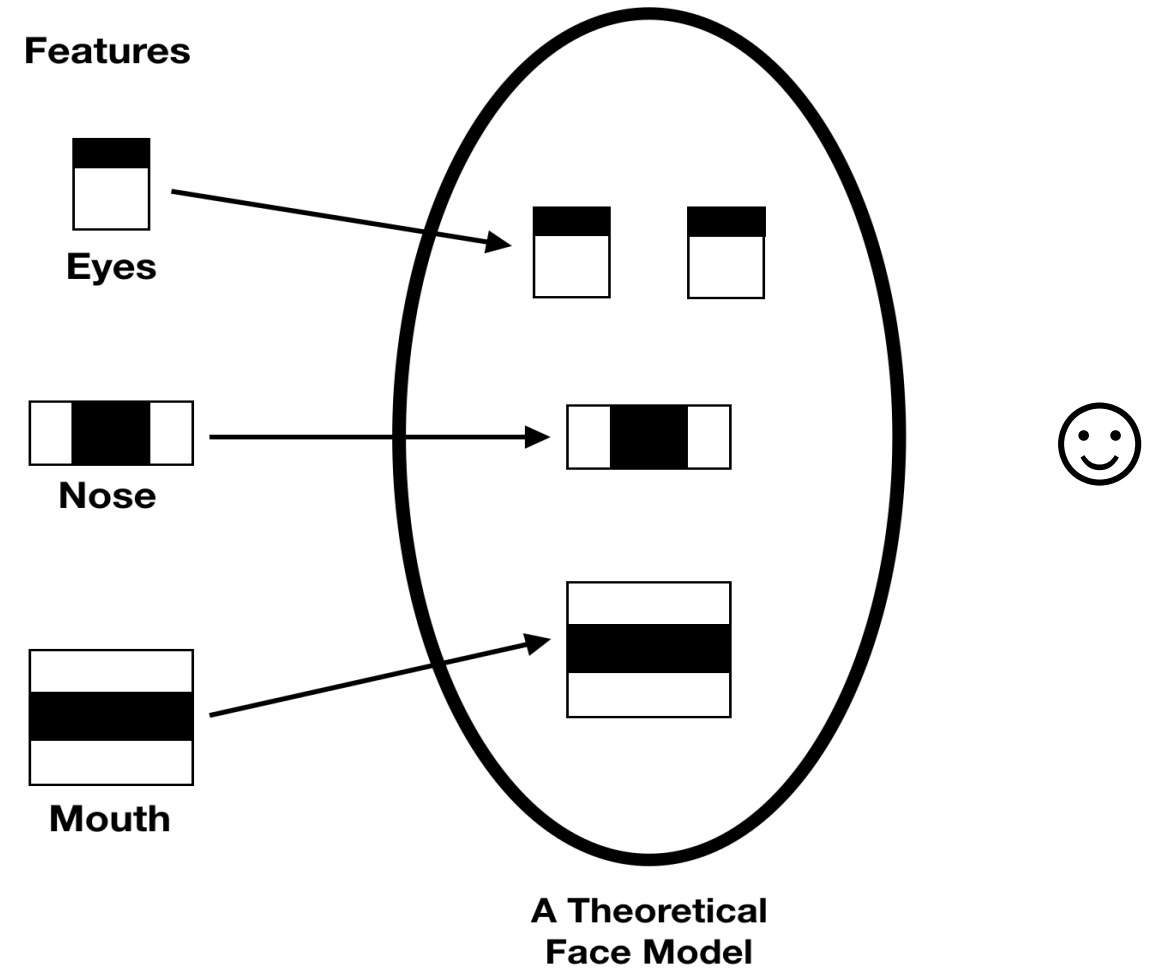 Features
Eyes
Nose
Mouth
A Theoretical
Face Model